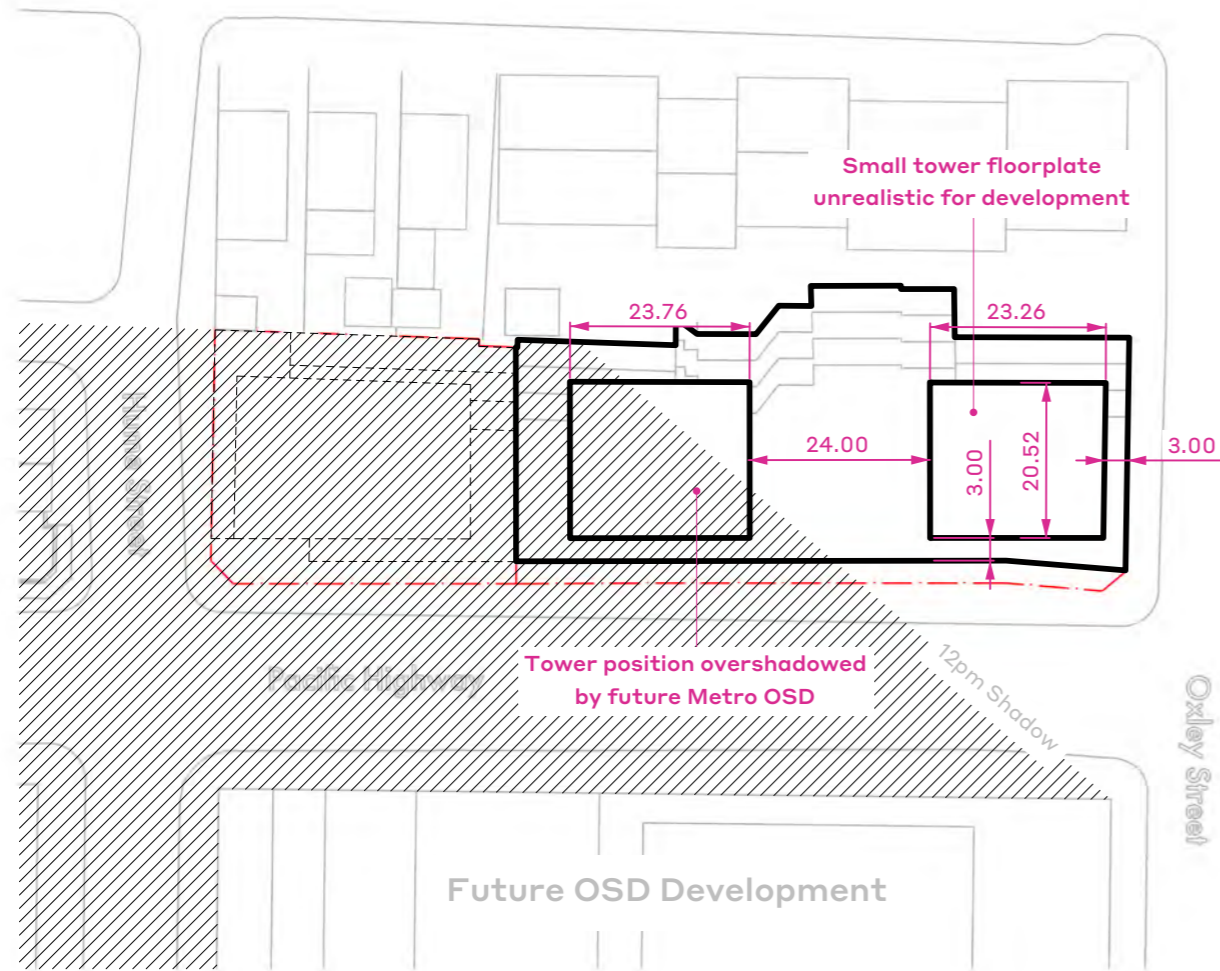 Small tower floorplate
unrealistic for development
23.76
23.26
24.00
3.00
20.52
3.00
Hume Street
Tower position overshadowed
by future Metro OSD
Pacific Highway
12pm Shadow
Oxley Street
Future OSD Development